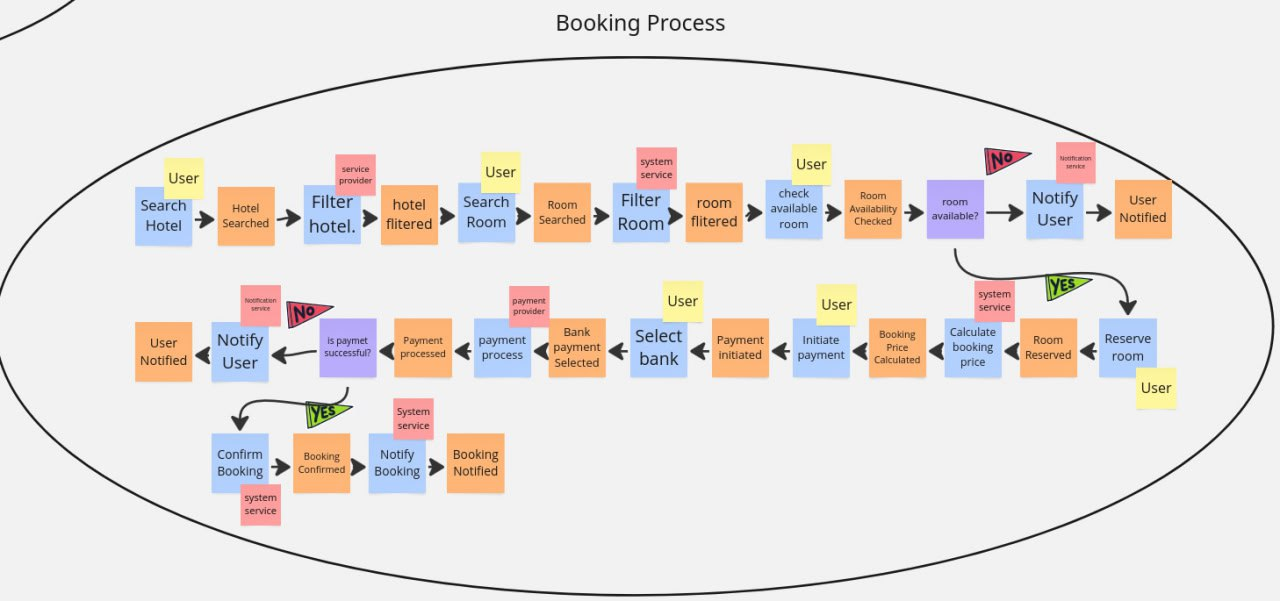 Booking Process
User
Search
Hotel
Hotel
Searched
service
provider
Filter
hotel.
hotel
flitered
User
Search
Room
Room
Searched
system
service
Filter
Room
room
flitered
User
check
available
room
Room
Availability
Checked
room
available?
No
Notification
service
Notify
User
User
Notified
YES
Reserve
room
User
Room
Reserved
system
service
Calculate
booking
price
Booking
Price
Calculated
User
Initiate
payment
Payment
initiated
User
Select
bank
Bank
payment
Selected
payment
provider
payment
process
Payment
processed
is paymet
successful?
No
Notification
service
Notify
User
User
Notified
YES
Confirm
Booking
system
service
Booking
Confirmed
System
service
Notify
Booking
Booking
Notified